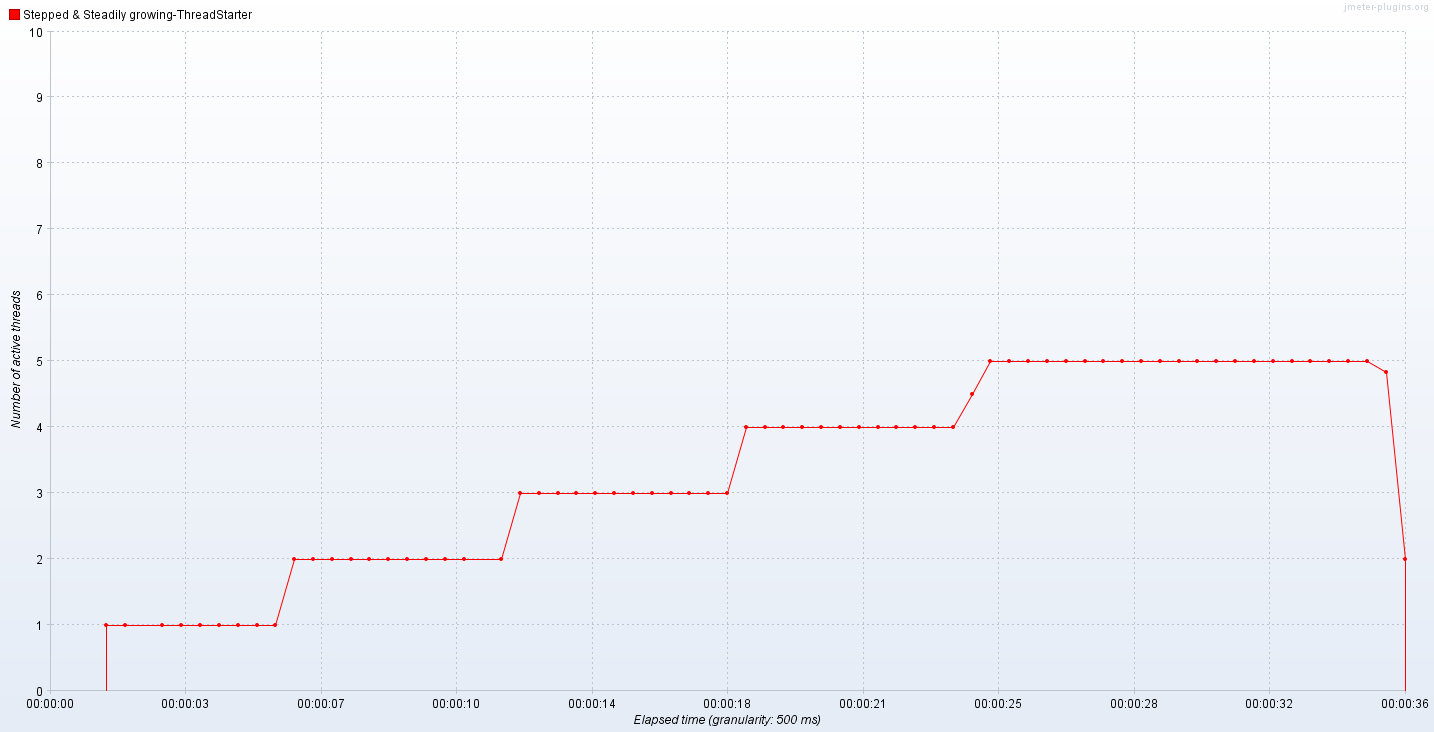 jmeter-plugins.org
Stepped & Steadily growing-ThreadStarter
10
9
8
7
6
5
4
3
2
1
0
Number of active threads
00:00:00 00:00:03 00:00:07 00:00:10 00:00:14 00:00:18 00:00:21 00:00:25 00:00:28 00:00:32 00:00:36
Elapsed time (granularity: 500 ms)